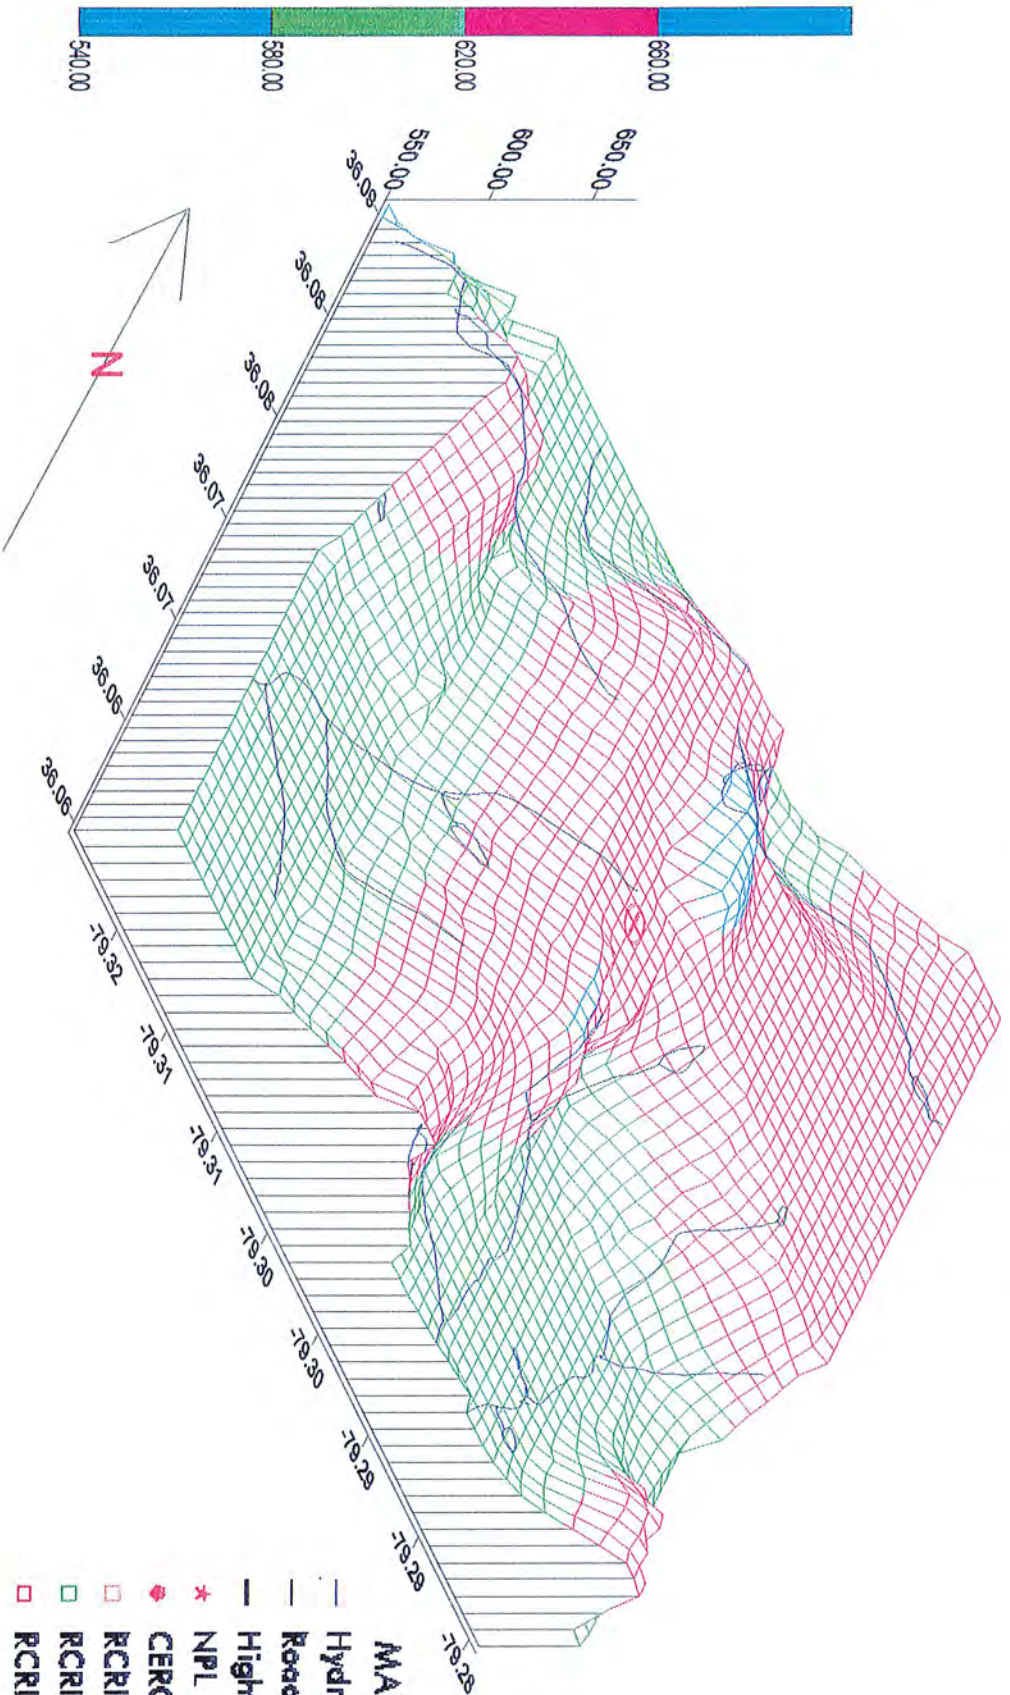 540.00
580.00
620.00
660.00
550.00
600.00
650.00
36.09
36.08
36.08
36.07
36.07
36.06
36.06
-79.32
-79.31
-79.31
-79.30
-79.30
-79.29
-79.29
-79.28
N
MA
Hydr
Road
High
NPL
CERC
RCRI
RCRI
RCRI